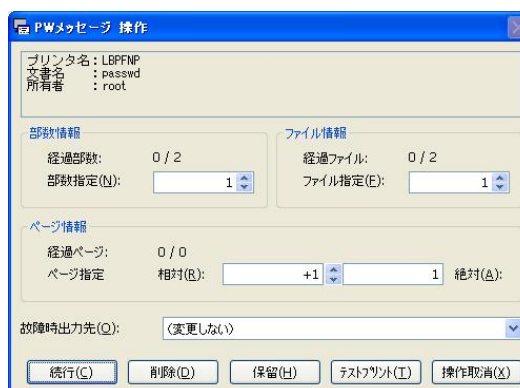 PWメッセージ 操作
プリンタ名:LBPFNP
文書名 :passwd
所有者 :root
部数情報
経過部数: 0 / 2
部数指定(N): 1
ファイル情報
経過ファイル: 0 / 2
ファイル指定(F): 1
ページ情報
経過ページ: 0 / 0
ページ指定 相対(R): +1 1 絶対(A):
故障時出力先(O): (変更しない)
続行(C) 削除(D) 保留(H) テストプリント(T) 操作取消(X)